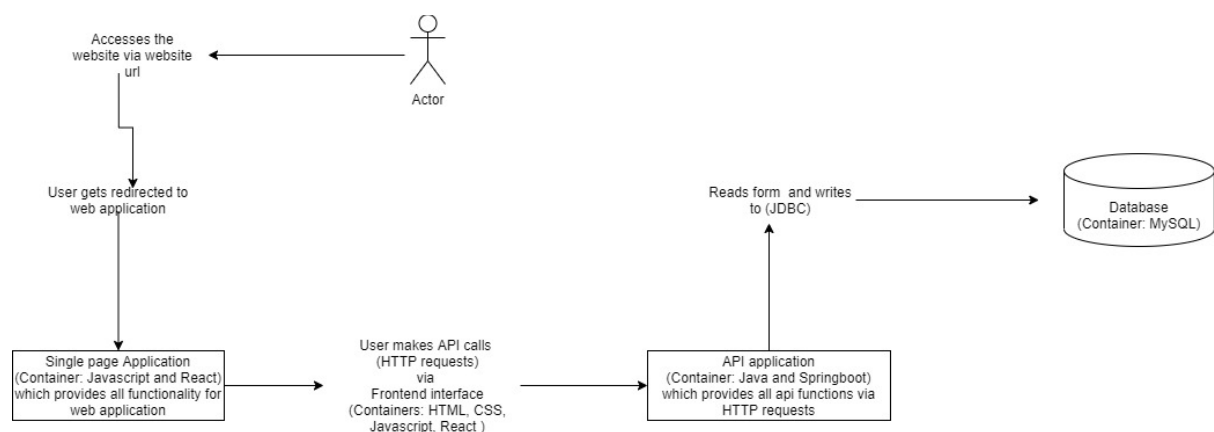 Accesses the
website via website
url
Actor
User gets redirected to
web application
Reads form and writes
to (JDBC)
Database
(Container: MySQL)
Single page Application
(Container: Javascript and React)
which provides all functionality for
web application
User makes API calls
(HTTP requests)
via
Frontend interface
(Containers: HTML, CSS,
Javascript, React )
API application
(Container: Java and Springboot)
which provides all api functions via
HTTP requests